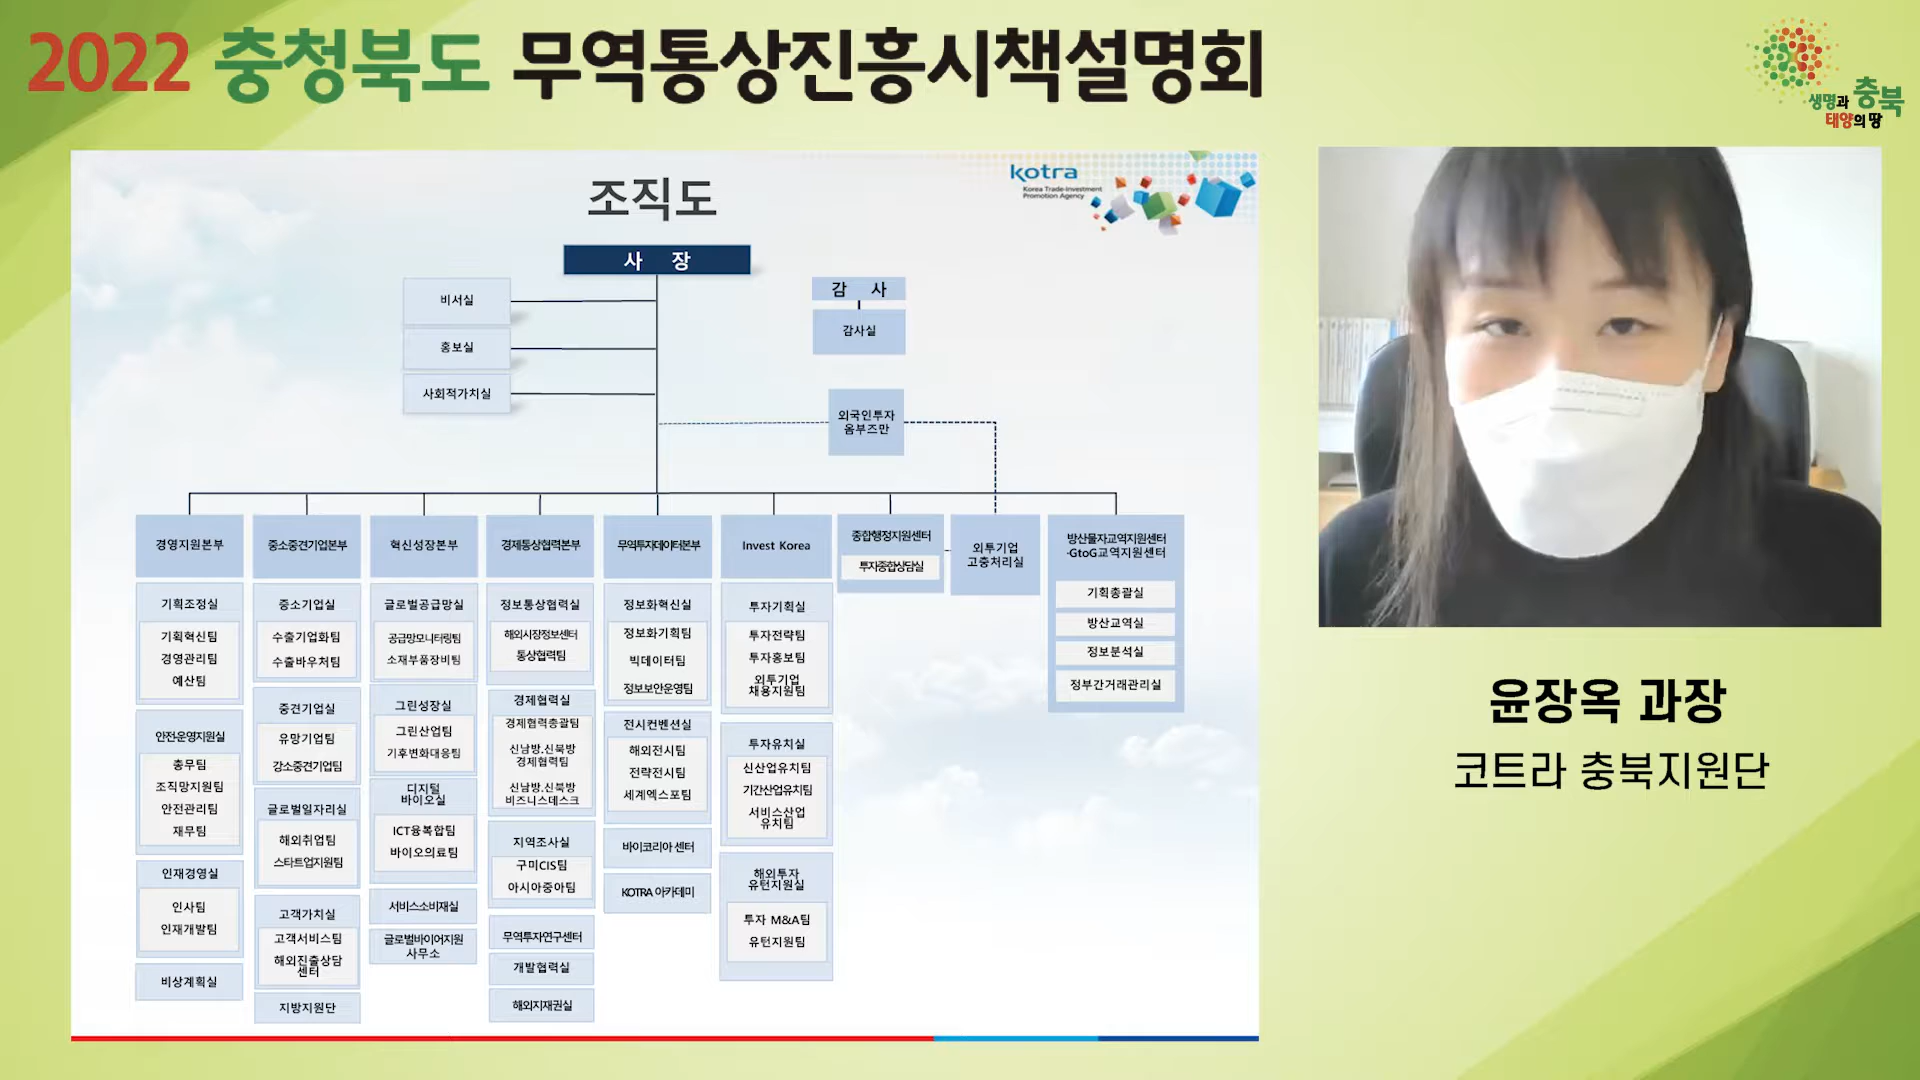 2022 충청북도 무역통상진흥시책설명회
생명과 충북
태양의 땅
kotra
Korea Trade-Investment
Promotion Agency
조직도
사 장
비서실
홍보실
사회적가치실
감 사
감사실
외국인투자
옴부즈만
경영지원본부
기획조정실
기획혁신팀
경영관리팀
예산팀
안전운영지원실
총무팀
조직망지원팀
안전관리팀
재무팀
인재경영실
인사팀
인재개발팀
비상계획실
중소중견기업본부
중소기업실
수출기업화팀
수출바우처팀
중견기업실
유망기업팀
강소중견기업팀
글로벌일자리실
해외취업팀
스타트업지원팀
고객가치실
고객서비스팀
해외진출상담
센터
지방지원단
혁신성장본부
글로벌공급망실
공급망모니터링팀
소재부품장비팀
그린성장실
그린산업팀
기후변화대응팀
디지털
바이오실
ICT융복합팀
바이오의료팀
서비스소비재실
글로벌바이어지원
사무소
경제통상협력본부
정보통상협력실
해외시장정보센터
통상협력팀
경제협력실
경제협력총괄팀
신남방.신북방
경제협력팀
신남방.신북방
비즈니스데스크
지역조사실
구미CIS팀
아시아중아팀
무역투자연구센터
개발협력실
해외지재권실
무역투자데이터본부
정보화혁신실
정보화기획팀
빅데이터팀
정보보안운영팀
전시컨벤션실
해외전시팀
전략전시팀
세계엑스포팀
바이코리아 센터
KOTRA 아카데미
Invest Korea
투자기획실
투자전략팀
투자홍보팀
외투기업
채용지원팀
투자유치실
신산업유치팀
기간산업유치팀
서비스산업
유치팀
해외투자
유턴지원실
투자 M&A팀
유턴지원팀
종합행정지원센터
투자종합상담실
외투기업
고충처리실
방산물자교역지원센터
·GtoG교역지원센터
기획총괄실
방산교역실
정보분석실
정부간거래관리실
윤장옥 과장
코트라 충북지원단